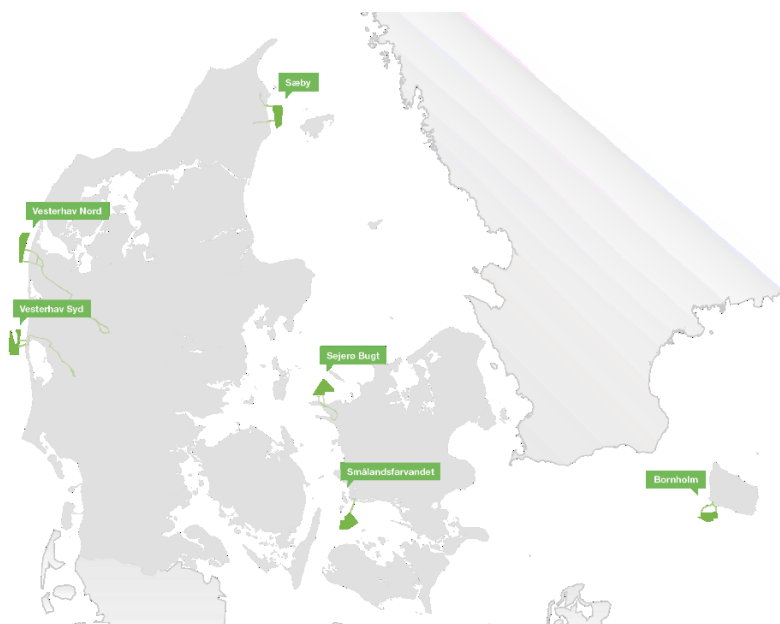 Sæby
Vesterhav Nord
Vesterhav Syd
Sejerø Bugt
Smålandsfarvandet
Bornholm